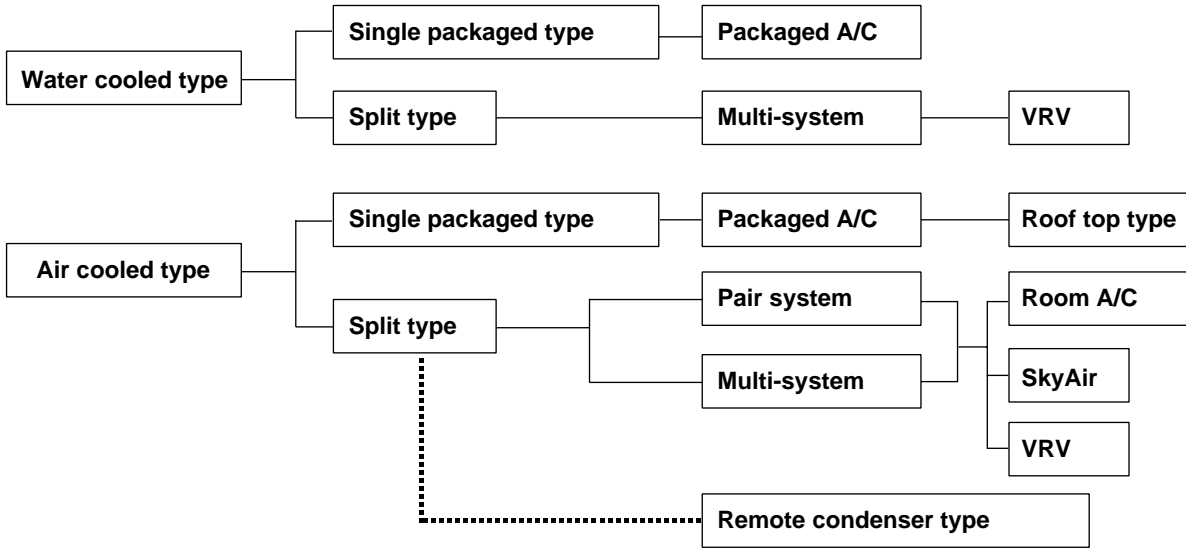 Single packaged type
Packaged A/C
Water cooled type
Split type
Multi-system
VRV
Single packaged type
Packaged A/C
Roof top type
Air cooled type
Split type
Pair system
Room A/C
Multi-system
SkyAir
VRV
Remote condenser type